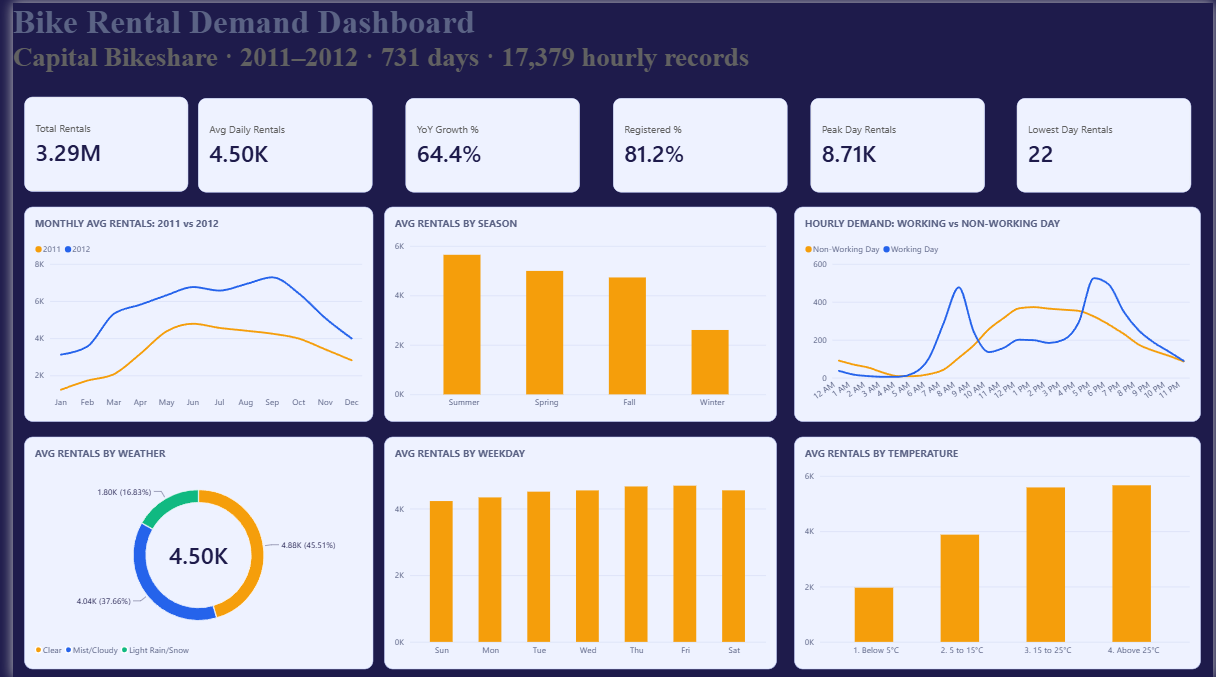 Bike Rental Demand Dashboard
Capital Bikeshare · 2011–2012 · 731 days · 17,379 hourly records
Total Rentals
3.29M
Avg Daily Rentals
4.50K
YoY Growth %
64.4%
Registered %
81.2%
Peak Day Rentals
8.71K
Lowest Day Rentals
22
MONTHLY AVG RENTALS: 2011 vs 2012
2011 2012
8K
6K
4K
2K
Jan Feb Mar Apr May Jun Jul Aug Sep Oct Nov Dec
AVG RENTALS BY SEASON
6K
4K
2K
0K
Summer Spring Fall Winter
HOURLY DEMAND: WORKING vs NON-WORKING DAY
Non-Working Day Working Day
600
400
200
0
12 AM 1 AM 2 AM 3 AM 4 AM 5 AM 6 AM 7 AM 8 AM 9 AM 10 AM 11 AM 12 PM 1 PM 2 PM 3 PM 4 PM 5 PM 6 PM 7 PM 8 PM 9 PM 10 PM 11 PM
AVG RENTALS BY WEATHER
1.80K (16.83%)
4.88K (45.51%)
4.50K
4.04K (37.66%)
Clear Mist/Cloudy Light Rain/Snow
AVG RENTALS BY WEEKDAY
4K
2K
0K
Sun Mon Tue Wed Thu Fri Sat
AVG RENTALS BY TEMPERATURE
6K
4K
2K
0K
1. Below 5°C 2. 5 to 15°C 3. 15 to 25°C 4. Above 25°C